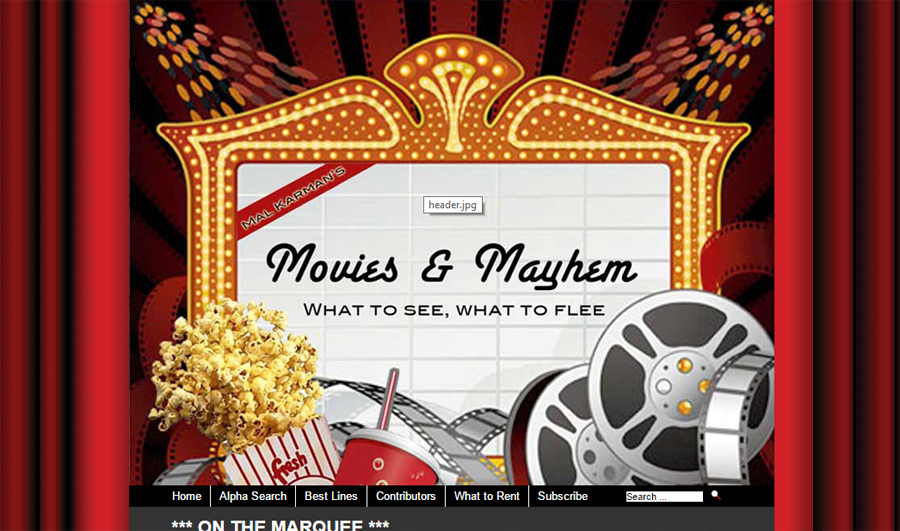 MAL KARMAN'S
header.jpg
Movies & Mayhem
WHAT TO SEE, WHAT TO FLEE
fresh
Home Alpha Search Best Lines Contributors What to Rent Subscribe Search ...
*** ON THE MARQUEE ***